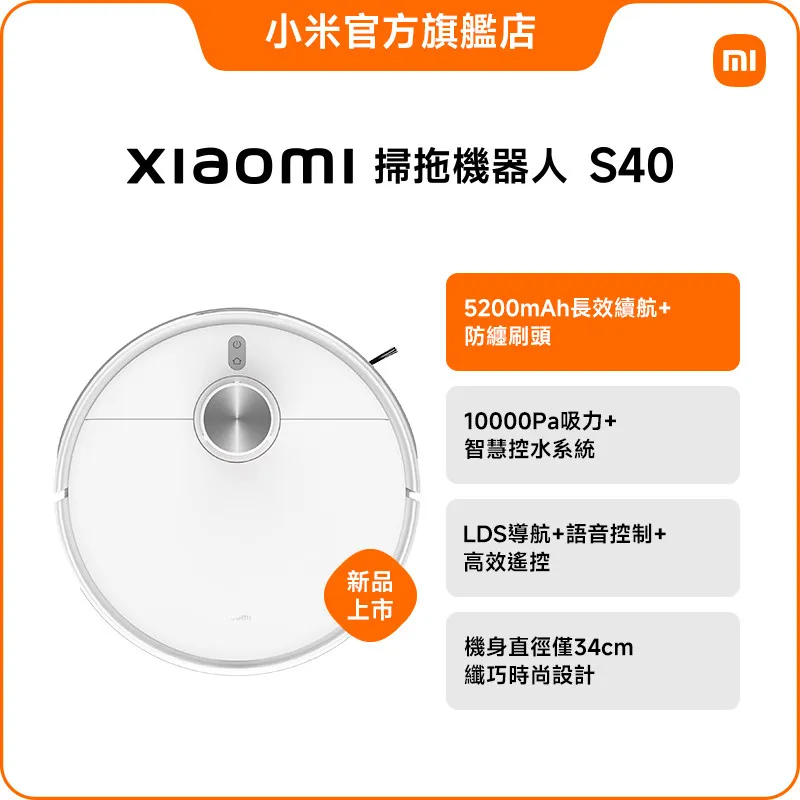 小米官方旗艦店
mi
xiaomi 掃拖機器人 S40
5200mAh長效續航+
防纏刷頭
10000Pa吸力+
智慧控水系統
LDS導航+語音控制+
高效遙控
新品
上市
機身直徑僅34cm
纖巧時尚設計